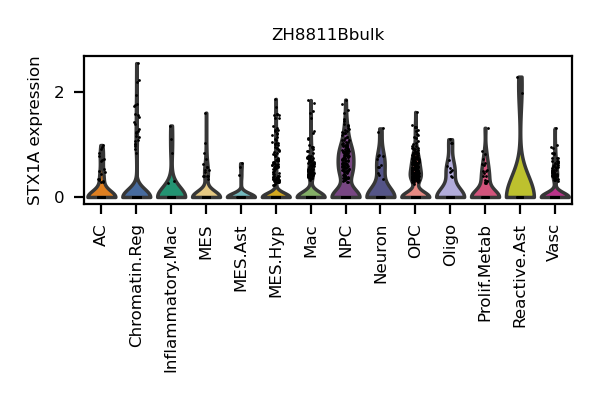 ZH8811Bbulk
STX1A expression
2
0
AC
Chromatin.Reg
Inflammatory.Mac
MES
MES.Ast
MES.Hyp
Mac
NPC
Neuron
OPC
Oligo
Prolif.Metab
Reactive.Ast
Vasc